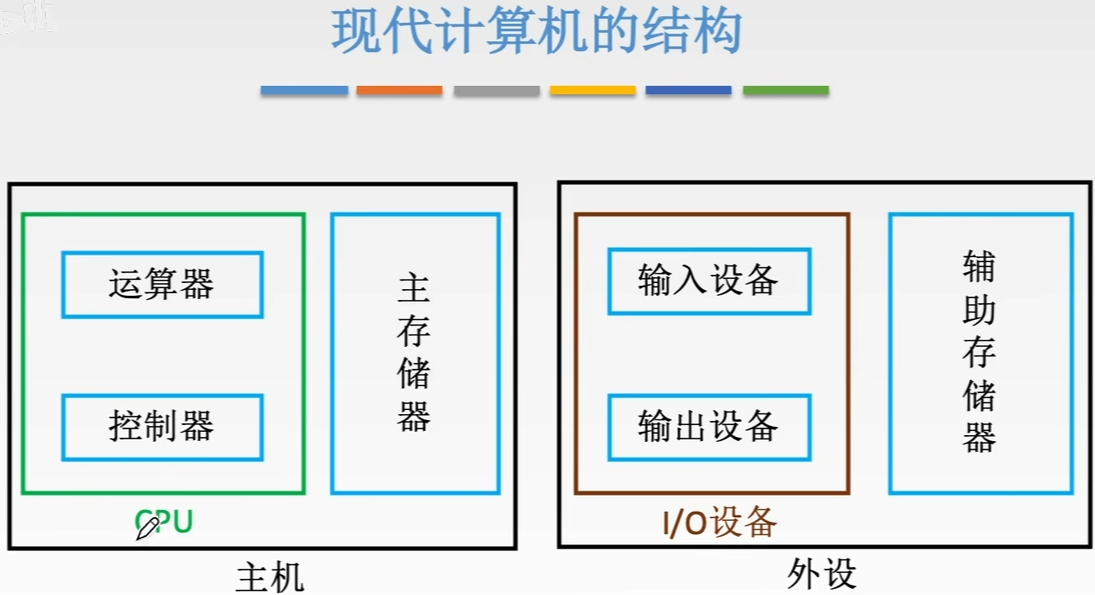 现代计算机的结构
运算器
控制器
CPU
主存储器
主机
输入设备
输出设备
I/O设备
辅助存储器
外设